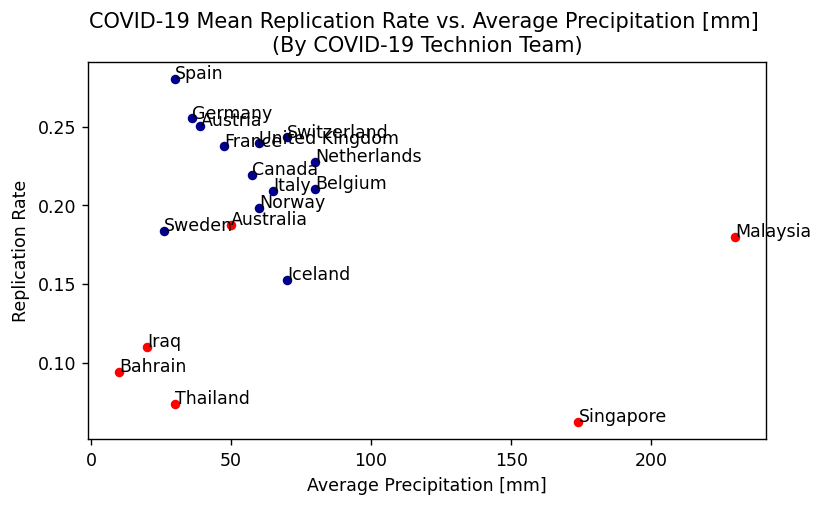 COVID-19 Mean Replication Rate vs. Average Precipitation [mm]
(By COVID-19 Technion Team)
Spain
Germany
Austria
Switzerland
United Kingdom
France
Netherlands
Canada
Italy
Belgium
Norway
Australia
Sweden
Malaysia
Iceland
Iraq
Bahrain
Thailand
Singapore
0.25
0.20
0.15
0.10
Replication Rate
0
50
100
150
200
Average Precipitation [mm]